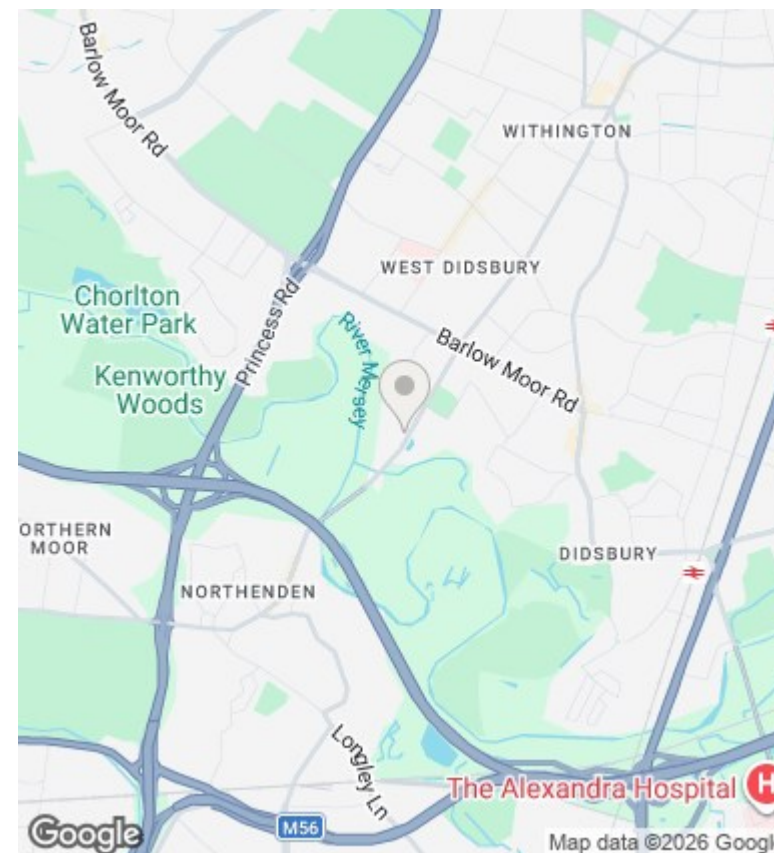 Barlow Moor Rd
WITHINGTON
WEST DIDSBURY
Chorlton
Water Park
Princess Rd
River Mersey
Barlow Moor Rd
Kenworthy
Woods
ORTHERN
MOOR
DIDSBURY
NORTHENDEN
Longley Ln
The Alexandra Hospital
H
M56
Google
Map data ©2026 Googl